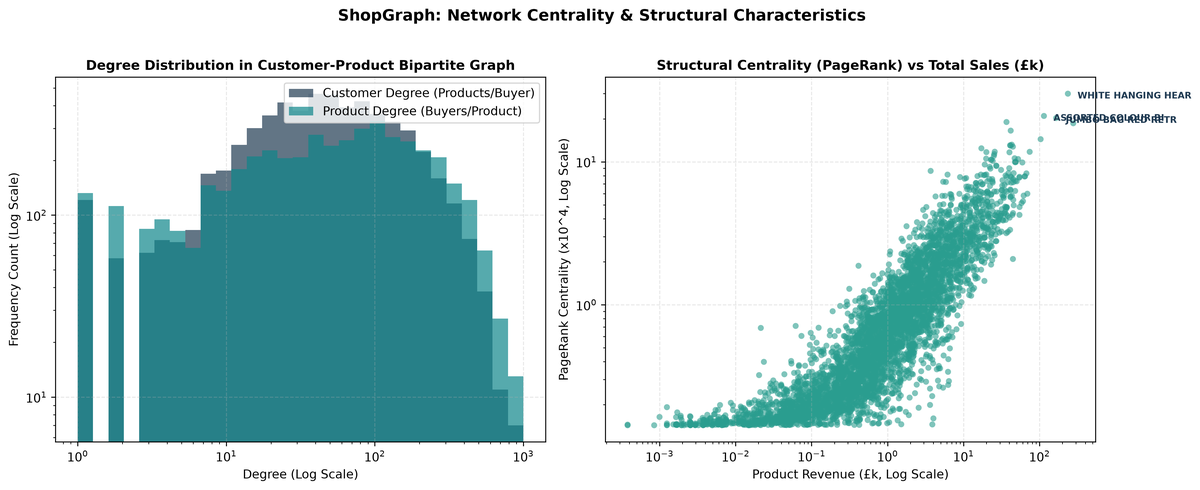 ShopGraph: Network Centrality & Structural Characteristics
Degree Distribution in Customer-Product Bipartite Graph
Customer Degree (Products/Buyer)
Product Degree (Buyers/Product)
Frequency Count (Log Scale)
10²
10¹
10⁰
10¹
10²
10³
Degree (Log Scale)
Structural Centrality (PageRank) vs Total Sales (£k)
WHITE HANGING HEAR
PageRank Centrality (x10^4, Log Scale)
10¹
10⁰
10⁻³
10⁻²
10⁻¹
10⁰
10¹
10²
Product Revenue (£k, Log Scale)